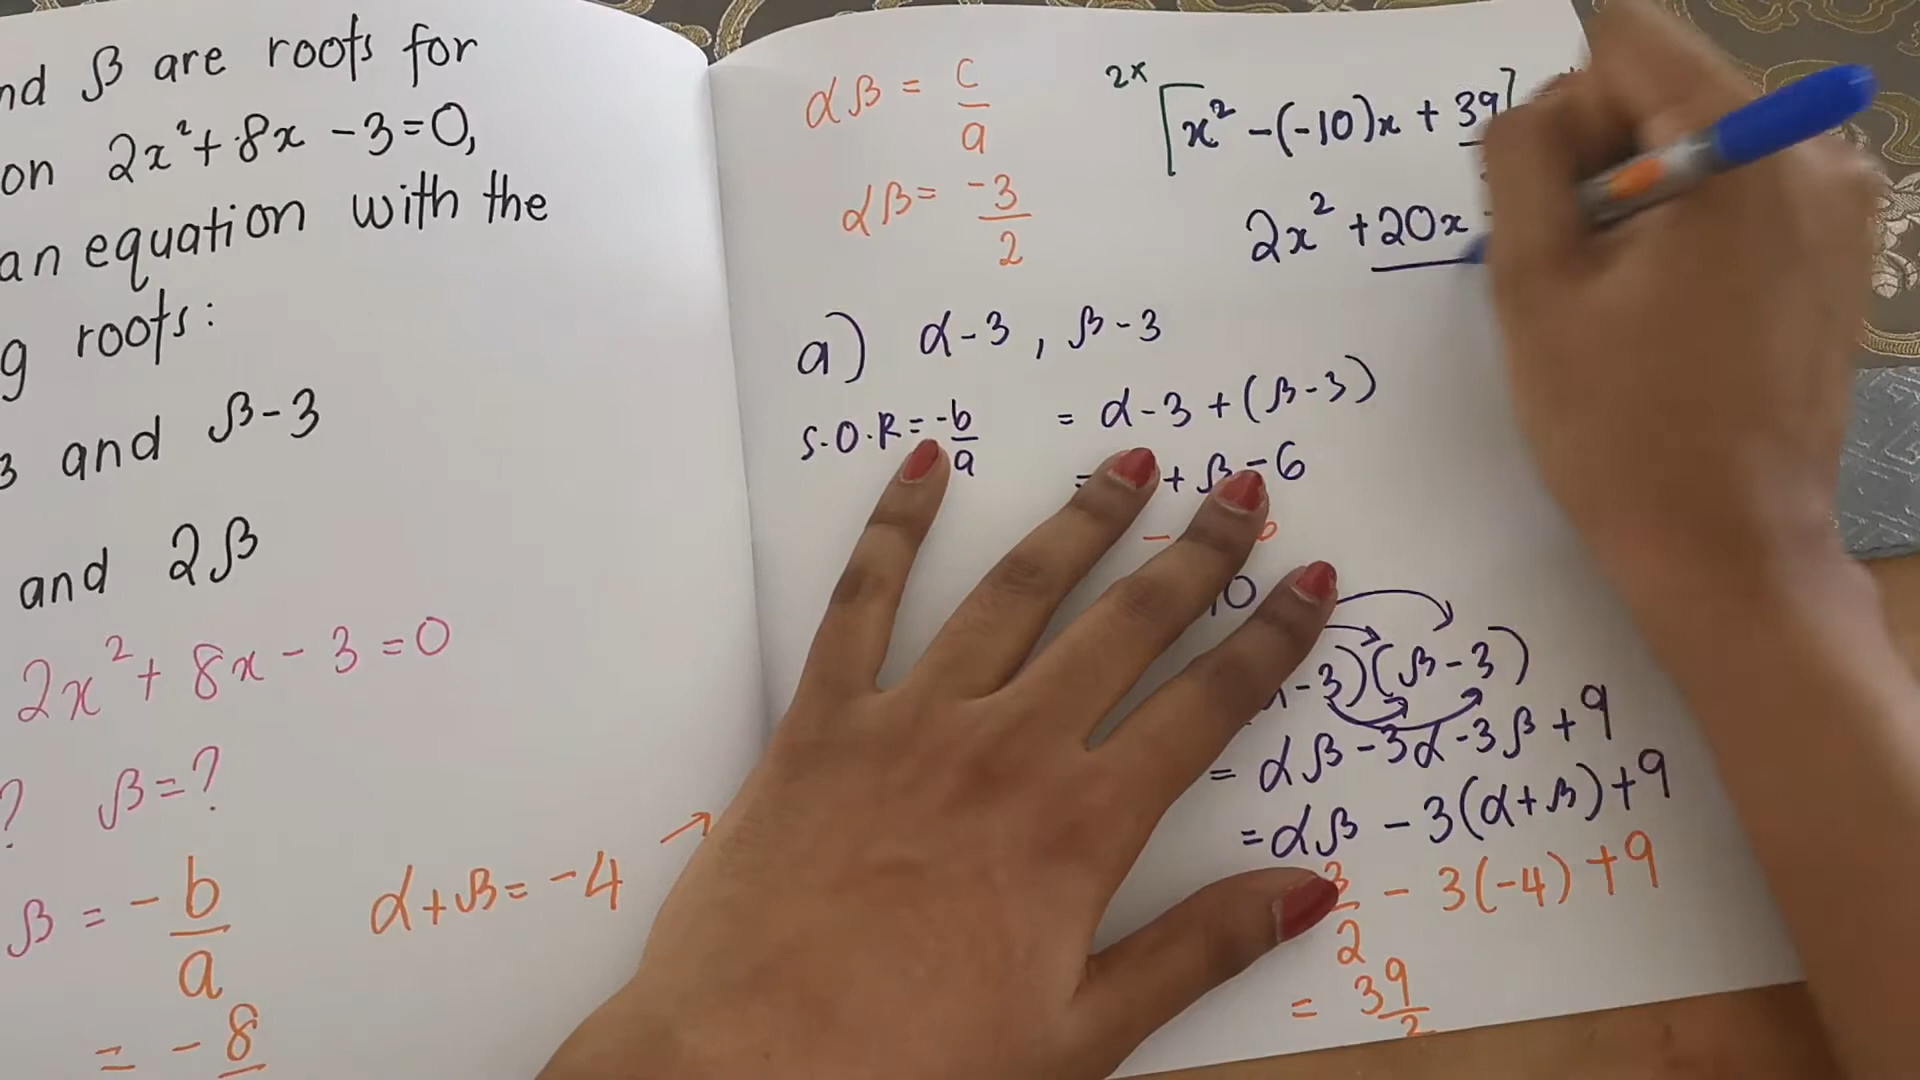 nd β are roots for
on 2x²+8x -3=0,
an equation with the
g roots:
3 and β-3
and 2β
2x²+ 8x - 3 =0
? β=?
β = -b/a
= -8
α+β= -4
αβ = c/a
αβ= -3/2
2x [x² -(-10)x + 39]
2x² +20x
a) α-3, β-3
S.O.R= -b/a = α-3 +(β-3)
= + β-6
-3)(β-3)
= αβ-3α-3β+9
=αβ -3(α+β)+9
3/2 - 3(-4) +9
= 39/2